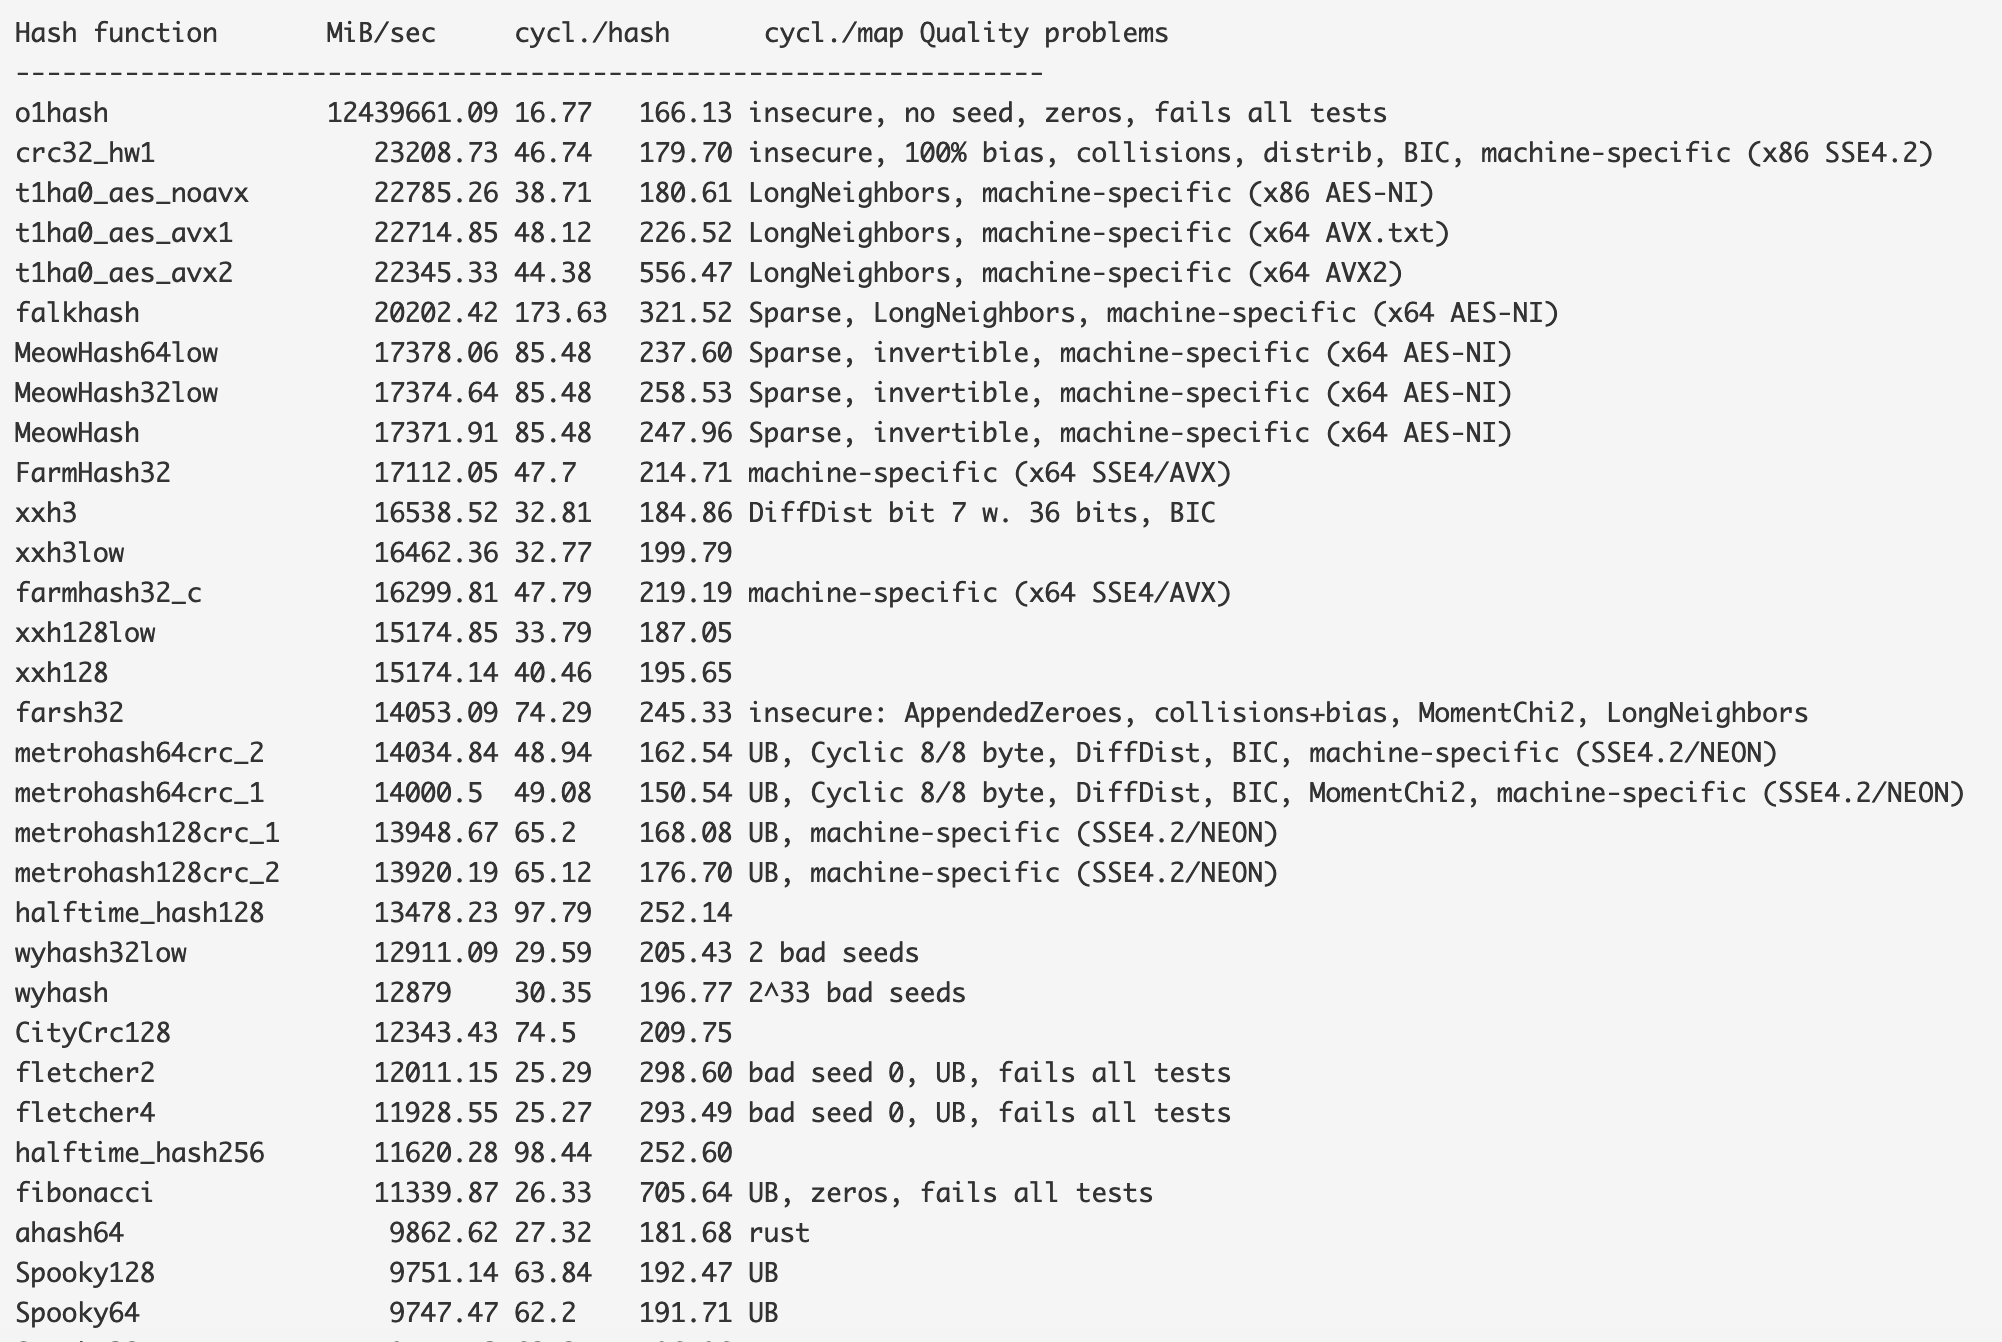 Hash function       MiB/sec     cycl./hash      cycl./map Quality problems
------------------------------------------------------------------
o1hash              12439661.09 16.77   166.13 insecure, no seed, zeros, fails all tests
crc32_hw1              23208.73 46.74   179.70 insecure, 100% bias, collisions, distrib, BIC, machine-specific (x86 SSE4.2)
t1ha0_aes_noavx        22785.26 38.71   180.61 LongNeighbors, machine-specific (x86 AES-NI)
t1ha0_aes_avx1         22714.85 48.12   226.52 LongNeighbors, machine-specific (x64 AVX.txt)
t1ha0_aes_avx2         22345.33 44.38   556.47 LongNeighbors, machine-specific (x64 AVX2)
falkhash               20202.42 173.63  321.52 Sparse, LongNeighbors, machine-specific (x64 AES-NI)
MeowHash64low          17378.06 85.48   237.60 Sparse, invertible, machine-specific (x64 AES-NI)
MeowHash32low          17374.64 85.48   258.53 Sparse, invertible, machine-specific (x64 AES-NI)
MeowHash               17371.91 85.48   247.96 Sparse, invertible, machine-specific (x64 AES-NI)
FarmHash32             17112.05 47.7    214.71 machine-specific (x64 SSE4/AVX)
xxh3                   16538.52 32.81   184.86 DiffDist bit 7 w. 36 bits, BIC
xxh3low                16462.36 32.77   199.79
farmhash32_c           16299.81 47.79   219.19 machine-specific (x64 SSE4/AVX)
xxh128low              15174.85 33.79   187.05
xxh128                 15174.14 40.46   195.65
farsh32                14053.09 74.29   245.33 insecure: AppendedZeroes, collisions+bias, MomentChi2, LongNeighbors
metrohash64crc_2       14034.84 48.94   162.54 UB, Cyclic 8/8 byte, DiffDist, BIC, machine-specific (SSE4.2/NEON)
metrohash64crc_1       14000.5  49.08   150.54 UB, Cyclic 8/8 byte, DiffDist, BIC, MomentChi2, machine-specific (SSE4.2/NEON)
metrohash128crc_1      13948.67 65.2    168.08 UB, machine-specific (SSE4.2/NEON)
metrohash128crc_2      13920.19 65.12   176.70 UB, machine-specific (SSE4.2/NEON)
halftime_hash128       13478.23 97.79   252.14
wyhash32low            12911.09 29.59   205.43 2 bad seeds
wyhash                 12879    30.35   196.77 2^33 bad seeds
CityCrc128             12343.43 74.5    209.75
fletcher2              12011.15 25.29   298.60 bad seed 0, UB, fails all tests
fletcher4              11928.55 25.27   293.49 bad seed 0, UB, fails all tests
halftime_hash256       11620.28 98.44   252.60
fibonacci              11339.87 26.33   705.64 UB, zeros, fails all tests
ahash64                 9862.62 27.32   181.68 rust
Spooky128               9751.14 63.84   192.47 UB
Spooky64                9747.47 62.2    191.71 UB